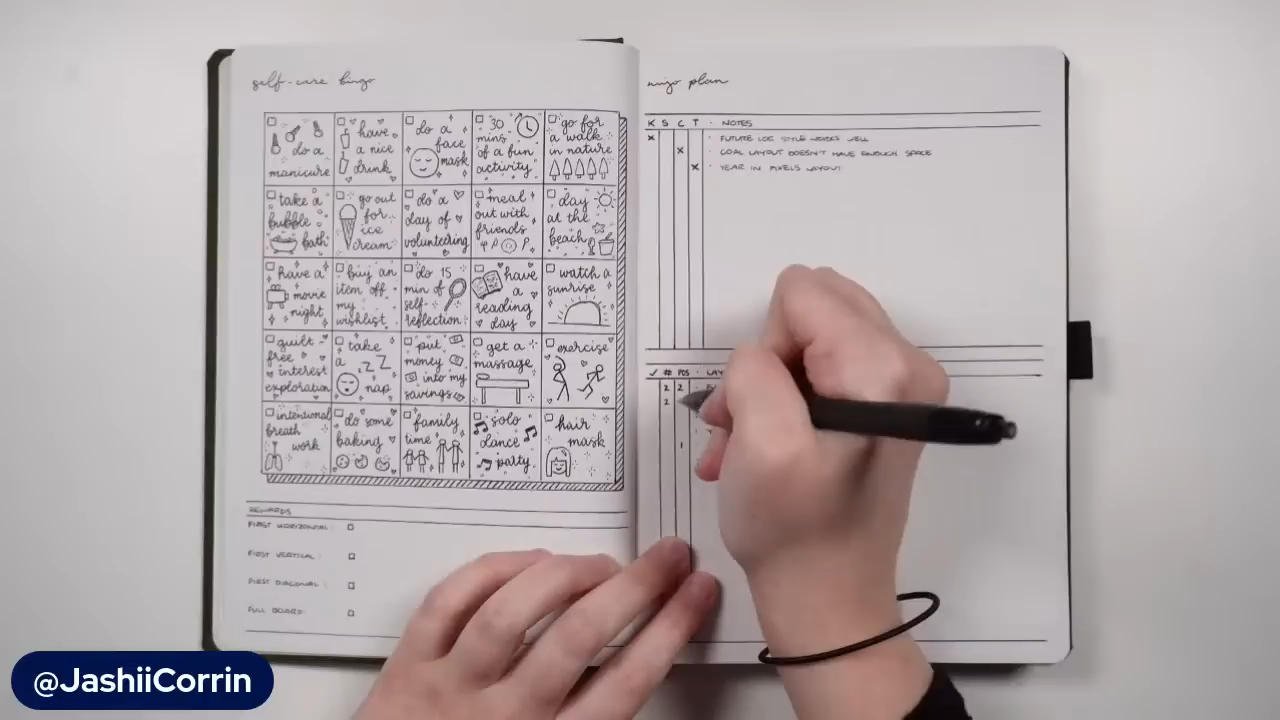 self-care bingo
do a
manicure
have
a nice
drink
do a
face
mask
30
mins
of a fun
activity
go for
a walk
in nature
take a
bubble
bath
go out
for
ice
cream
do a
day of
volunteering
meal
out with
friends
day
at the
beach
have a
movie
night
buy an
item off
my
wishlist
do 15
min of
self-
reflection
have
a
reading
day
watch a
sunrise
guilt
free
interest
exploration
take
a
zZZ
nap
put
money
into my
savings
get a
massage
exercise
intentional
breath
work
do some
baking
family
time
solo
dance
party
hair
mask
REWARDS
FIRST HORIZONTAL:
FIRST VERTICAL:
FIRST DIAGONAL:
FULL BOARD:
plan
K S C T · NOTES
x · FUTURE LOG STYLE WORKS WELL
x · GOAL LAYOUT DOESN'T HAVE ENOUGH SPACE
x · YEAR IN PIXELS LAYOUT
✓ # POS · LAY
2 2
2
1
@JashiiCorrin